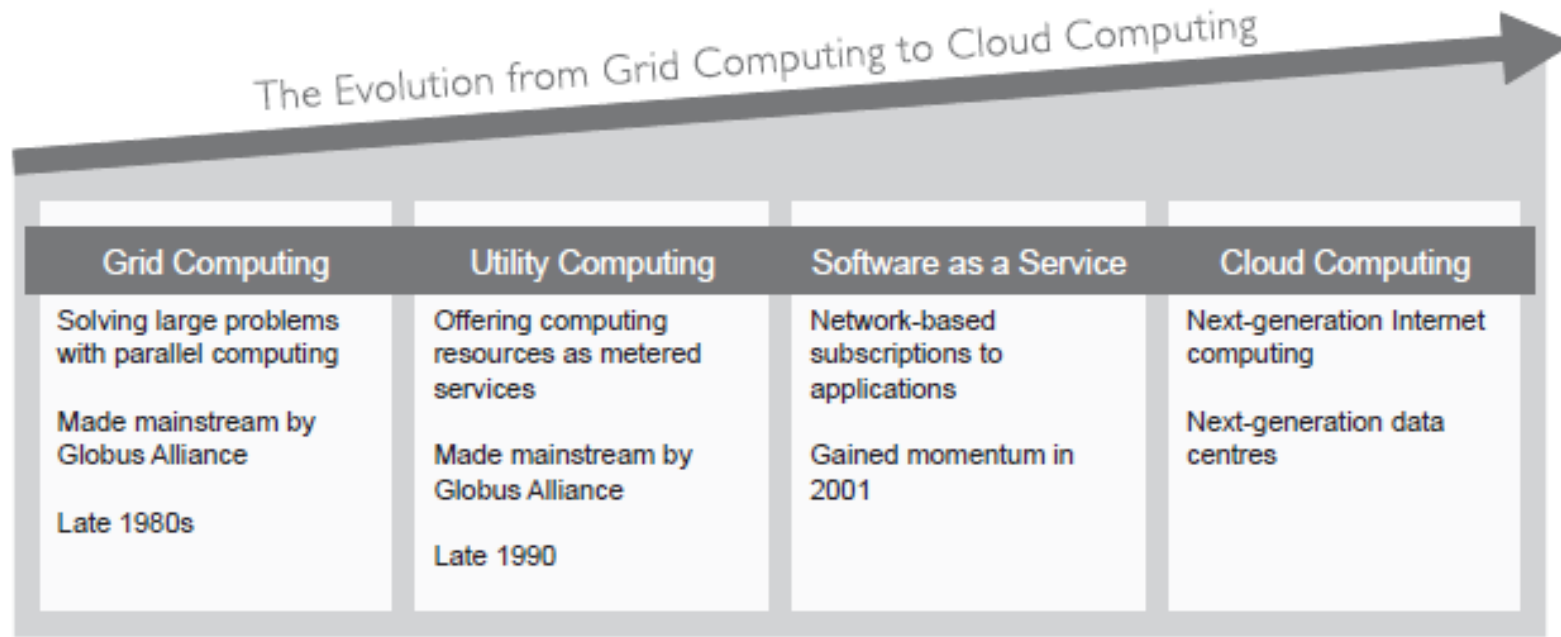 The Evolution from Grid Computing to Cloud Computing
Grid Computing
Solving large problems
with parallel computing
Made mainstream by
Globus Alliance
Late 1980s
Utility Computing
Offering computing
resources as metered
services
Made mainstream by
Globus Alliance
Late 1990
Software as a Service
Network-based
subscriptions to
applications
Gained momentum in
2001
Cloud Computing
Next-generation Internet
computing
Next-generation data
centres